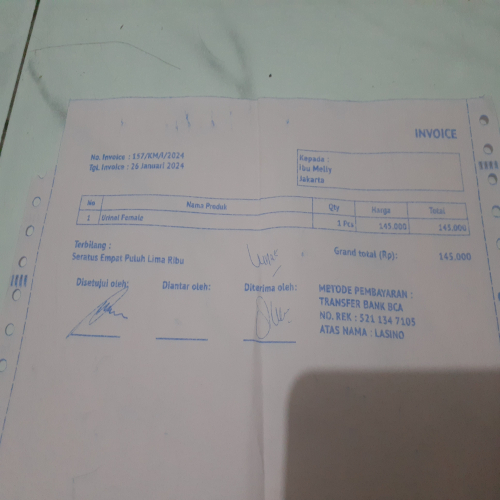 INVOICE
No. Invoice : 157/KM/I/2024
Tgl. Invoice : 26 Januari 2024
Kepada :
Ibu Melly
Jakarta
No Nama Produk Qty Harga Total
1 Urinal Female 1 Pcs 145.000 145.000
Terbilang :
Seratus Empat Puluh Lima Ribu
Grand total (Rp): 145.000
Lunas
Disetujui oleh: Diantar oleh: Diterima oleh:
METODE PEMBAYARAN :
TRANSFER BANK BCA
NO. REK : 521 134 7105
ATAS NAMA : LASINO